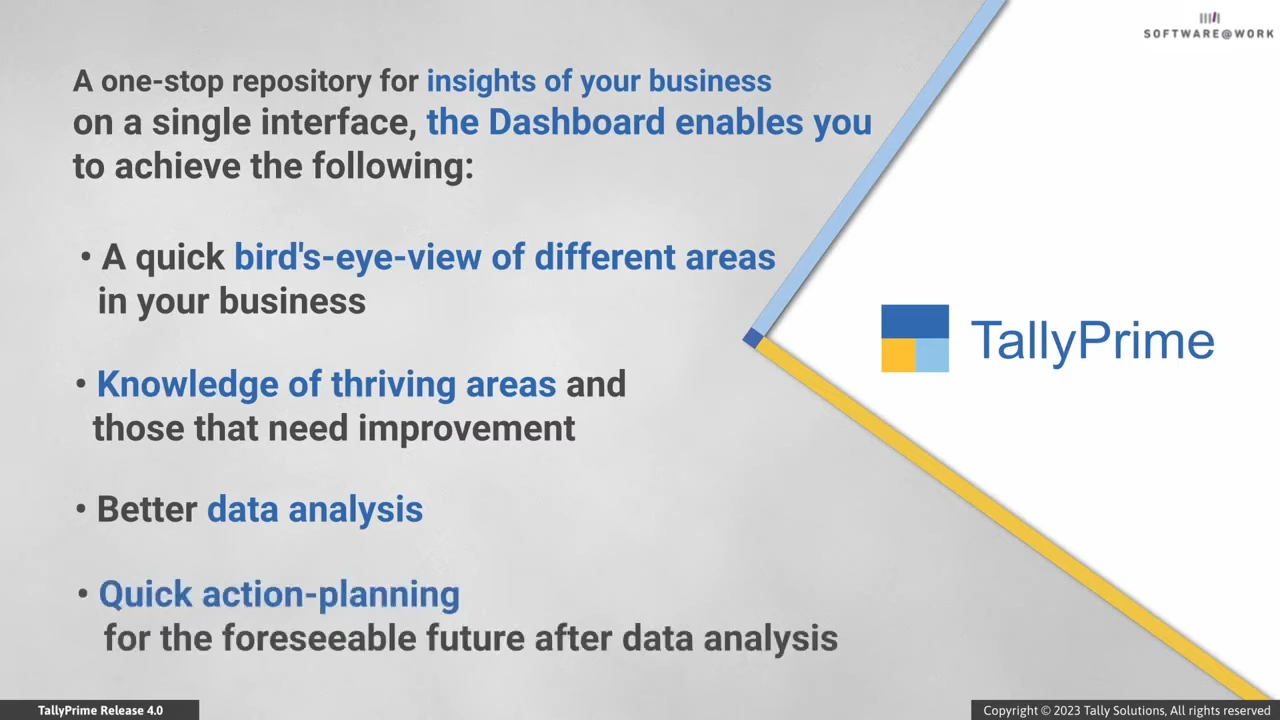 SOFTWARE@WORK
A one-stop repository for insights of your business
on a single interface, the Dashboard enables you
to achieve the following:
• A quick bird's-eye-view of different areas
in your business
• Knowledge of thriving areas and
those that need improvement
• Better data analysis
• Quick action-planning
for the foreseeable future after data analysis
TallyPrime
TallyPrime Release 4.0
Copyright © 2023 Tally Solutions, All rights reserved